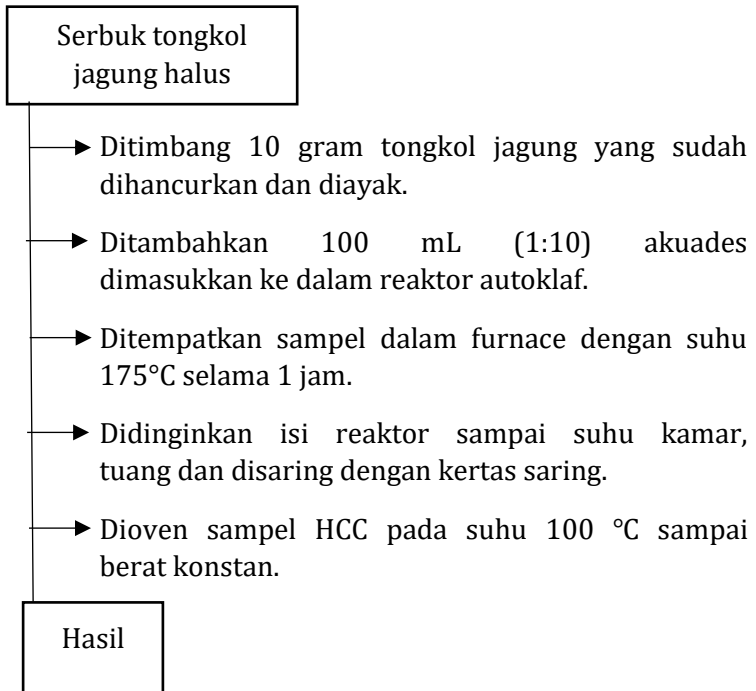 Serbuk tongkol
jagung halus
Ditimbang 10 gram tongkol jagung yang sudah
dihancurkan dan diayak.
Ditambahkan 100 mL (1:10) akuades
dimasukkan ke dalam reaktor autoklaf.
Ditempatkan sampel dalam furnace dengan suhu
175°C selama 1 jam.
Didinginkan isi reaktor sampai suhu kamar,
tuang dan disaring dengan kertas saring.
Dioven sampel HCC pada suhu 100 °C sampai
berat konstan.
Hasil